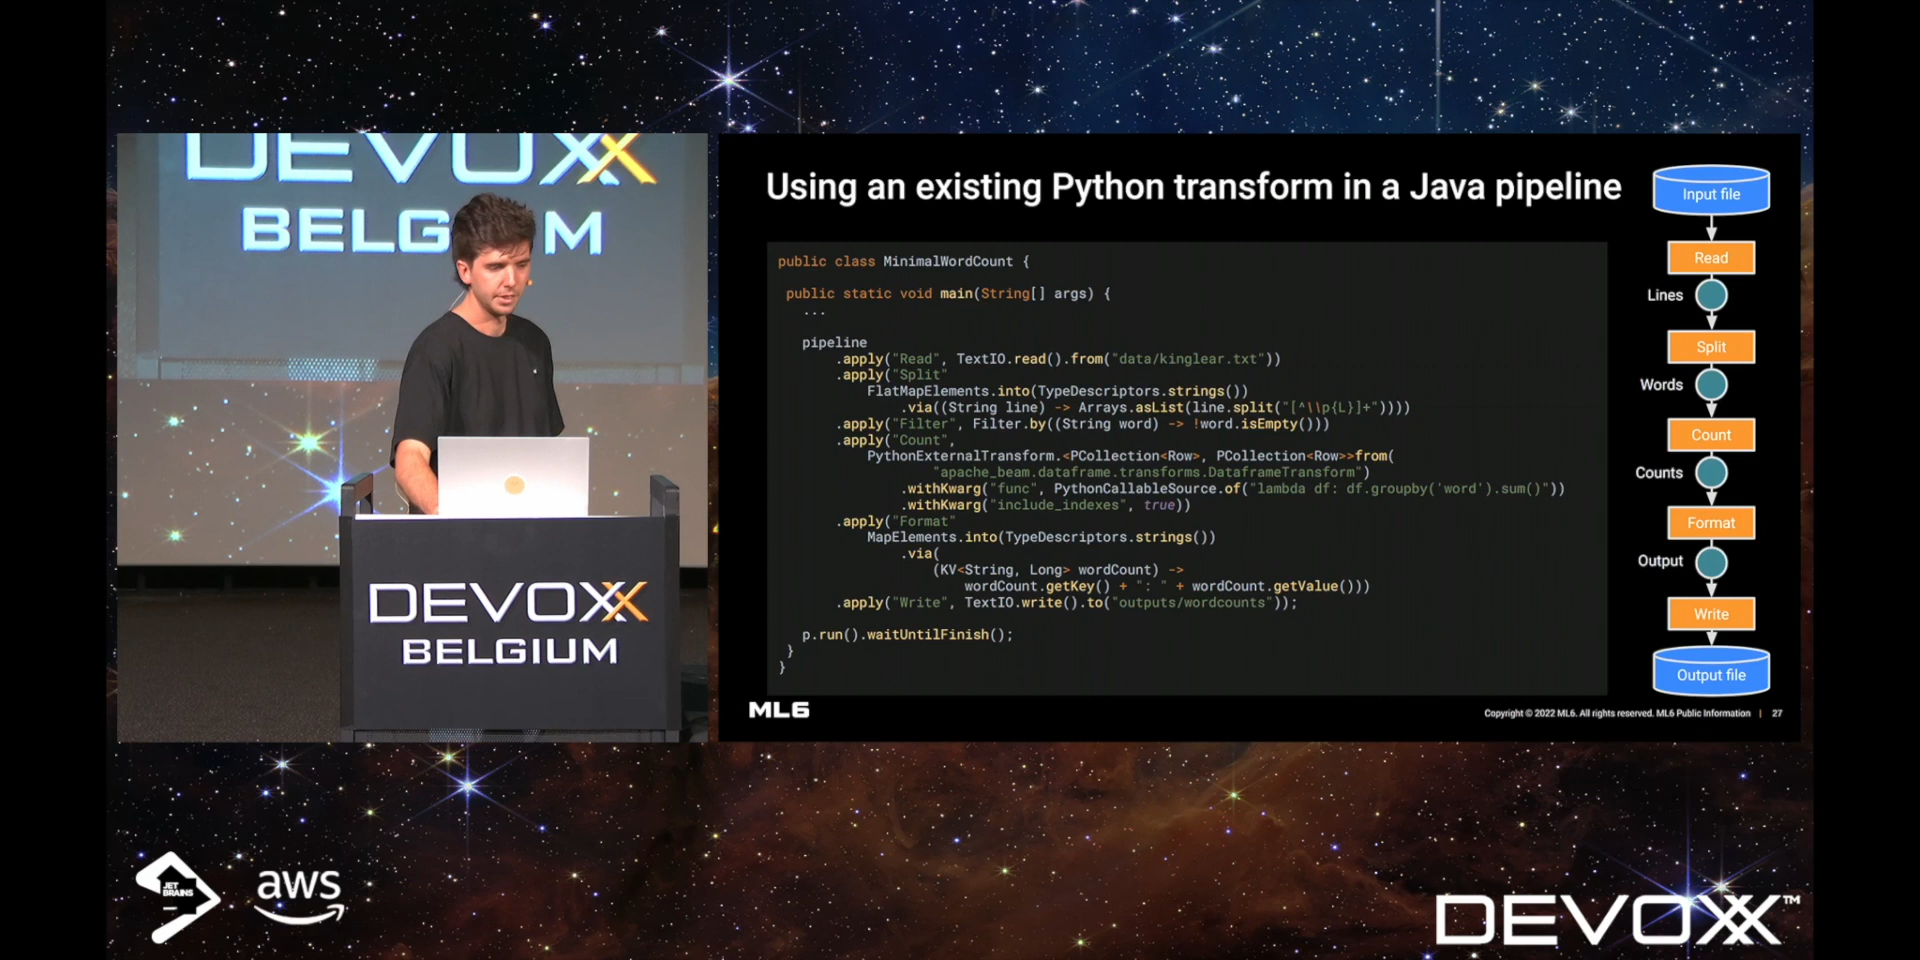 DEVOXX
BELGIUM
DEVOXX
BELGIUM
Using an existing Python transform in a Java pipeline
public class MinimalWordCount {
public static void main(String[] args) {
...
pipeline
.apply("Read", TextIO.read().from("data/kinglear.txt"))
.apply("Split"
FlatMapElements.into(TypeDescriptors.strings())
.via((String line) -> Arrays.asList(line.split("[^\\p{L}]+"))))
.apply("Filter", Filter.by((String word) -> !word.isEmpty()))
.apply("Count",
PythonExternalTransform.<PCollection<Row>, PCollection<Row>>from(
"apache_beam.dataframe.transforms.DataframeTransform")
.withKwarg("func", PythonCallableSource.of("lambda df: df.groupby('word').sum()"))
.withKwarg("include_indexes", true))
.apply("Format"
MapElements.into(TypeDescriptors.strings())
.via(
(KV<String, Long> wordCount) ->
wordCount.getKey() + ": " + wordCount.getValue()))
.apply("Write", TextIO.write().to("outputs/wordcounts"));
p.run().waitUntilFinish();
}
}
Input file
Read
Lines
Split
Words
Count
Counts
Format
Output
Write
Output file
ML6
Copyright © 2022 ML6. All rights reserved. ML6 Public Information | 27
JET
BRAINS
aws
DEVOXX™